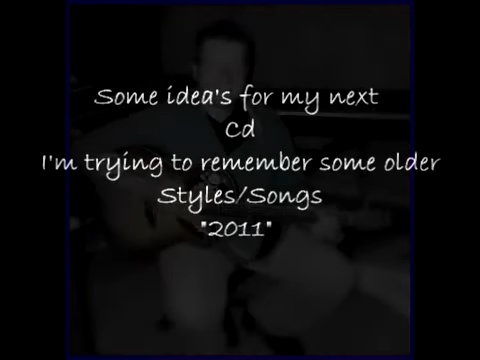 Some idea's for my next
Cd
I'm trying to remember some older
Styles/Songs
"2011"